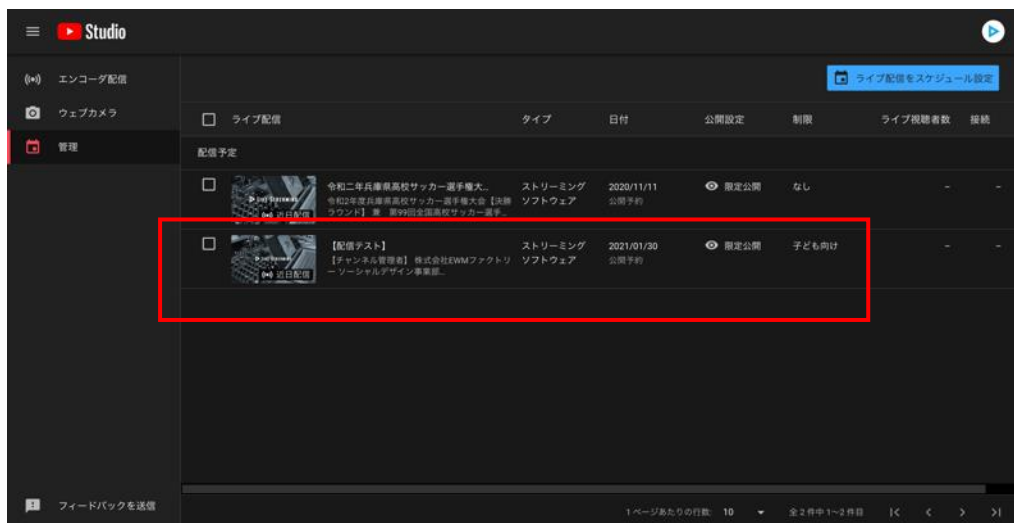 Studio
エンコーダ配信
ライブ配信をスケジュール設定
ウェブカメラ
ライブ配信 タイプ 日付 公開設定 制限 ライブ視聴者数 接続
管理
配信予定
令和二年兵庫県高校サッカー選手権大… ストリーミング 2020/11/11 限定公開 なし – –
令和2年度兵庫県高校サッカー選手権大会【決勝 ソフトウェア 公開予約
ラウンド】 兼 第99回全国高校サッカー選手…
LIVE STREAMING
近日配信
【配信テスト】 ストリーミング 2021/01/30 限定公開 子ども向け – –
【チャンネル管理者】 株式会社EWMファクトリ ソフトウェア 公開予約
ー ソーシャルデザイン事業部…
近日配信
フィードバックを送信
1 ページあたりの行数: 10 全 2 件中 1～2 件目